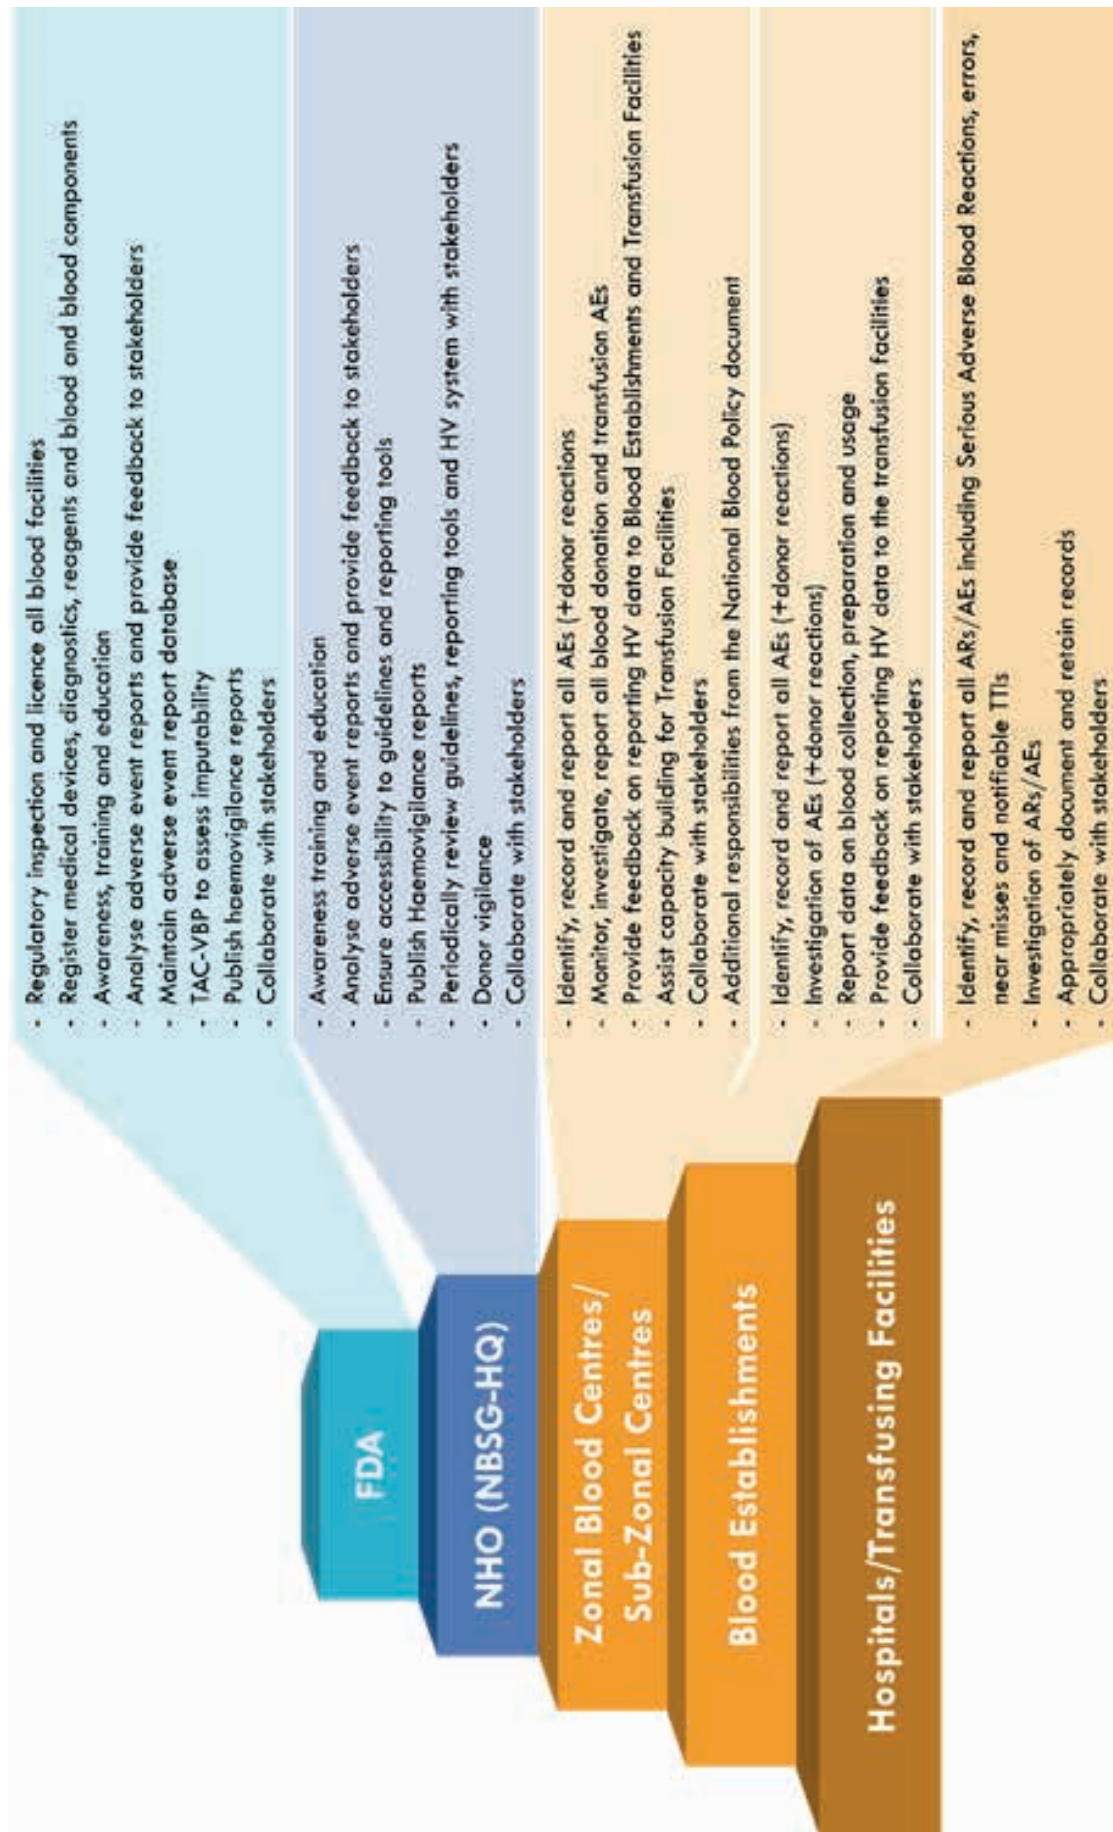 FDA
- Regulatory inspection and licence all blood facilities
- Register medical devices, diagnostics, reagents and blood and blood components
- Awareness, training and education
- Analyse adverse event reports and provide feedback to stakeholders
- Maintain adverse event report database
- TAC-VBP to assess imputability
- Publish haemovigilance reports
- Collaborate with stakeholders
NHO (NBSG-HQ)
- Awareness training and education
- Analyse adverse event reports and provide feedback to stakeholders
- Ensure accessibility to guidelines and reporting tools
- Publish Haemovigilance reports
- Periodically review guidelines, reporting tools and HV system with stakeholders
- Donor vigilance
- Collaborate with stakeholders
Zonal Blood Centres/
Sub-Zonal Centres
- Identify, record and report all AEs (+donor reactions)
- Monitor, investigate, report all blood donation and transfusion AEs
- Provide feedback on reporting HV data to Blood Establishments and Transfusion Facilities
- Assist capacity building for Transfusion Facilities
- Collaborate with stakeholders
- Additional responsibilities from the National Blood Policy document
Blood Establishments
- Identify, record and report all AEs (+donor reactions)
- Investigation of AEs (+donor reactions)
- Report data on blood collection, preparation and usage
- Provide feedback on reporting HV data to the transfusion facilities
- Collaborate with stakeholders
Hospitals/Transfusing Facilities
- Identify, record and report all ARs/AEs including Serious Adverse Blood Reactions, errors,
near misses and notifiable TTIs
- Investigation of ARs/AEs
- Appropriately document and retain records
- Collaborate with stakeholders